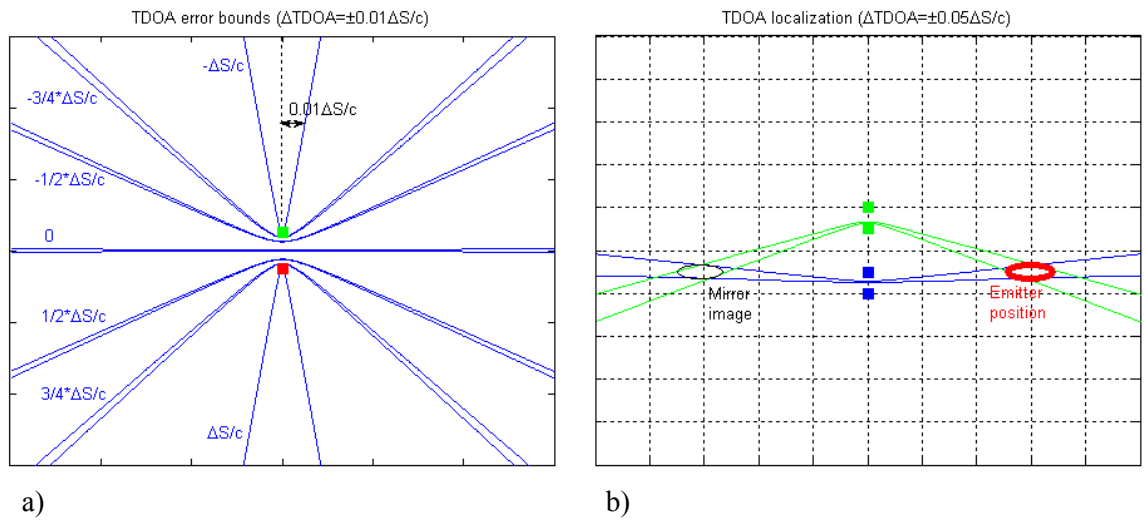 TDOA error bounds (ΔTDOA=±0.01ΔS/c)
-ΔS/c
-3/4*ΔS/c
0.01ΔS/c
-1/2*ΔS/c
0
1/2*ΔS/c
3/4*ΔS/c
ΔS/c
a)
TDOA localization (ΔTDOA=±0.05ΔS/c)
Mirror
image
Emitter
position
b)